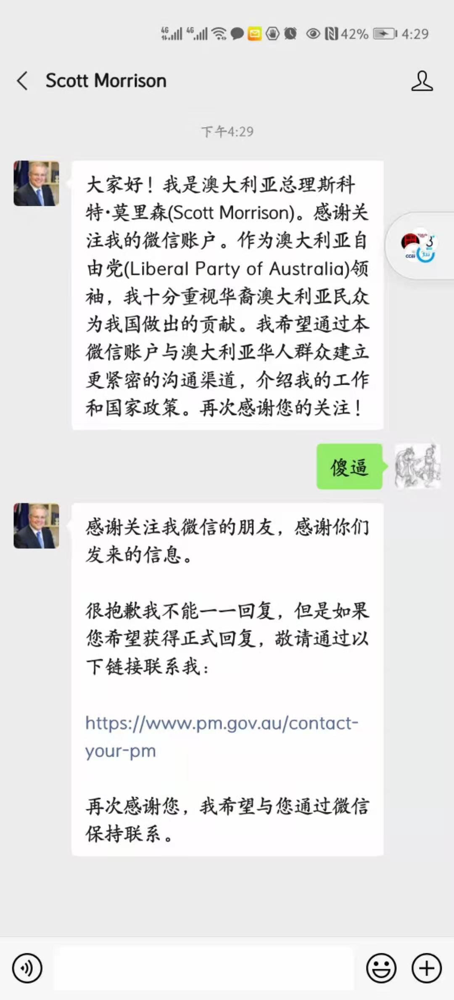 4G 4G 42% 4:29
Scott Morrison
下午4:29
大家好！我是澳大利亚总理斯科
特·莫里森(Scott Morrison)。感谢关
注我的微信账户。作为澳大利亚自
由党(Liberal Party of Australia)领
袖，我十分重视华裔澳大利亚民众
为我国做出的贡献。我希望通过本
微信账户与澳大利亚华人群众建立
更紧密的沟通渠道，介绍我的工作
和国家政策。再次感谢您的关注！
傻逼
感谢关注我微信的朋友，感谢你们
发来的信息。
很抱歉我不能一一回复，但是如果
您希望获得正式回复，敬请通过以
下链接联系我：
https://www.pm.gov.au/contact-
your-pm
再次感谢您，我希望与您通过微信
保持联系。